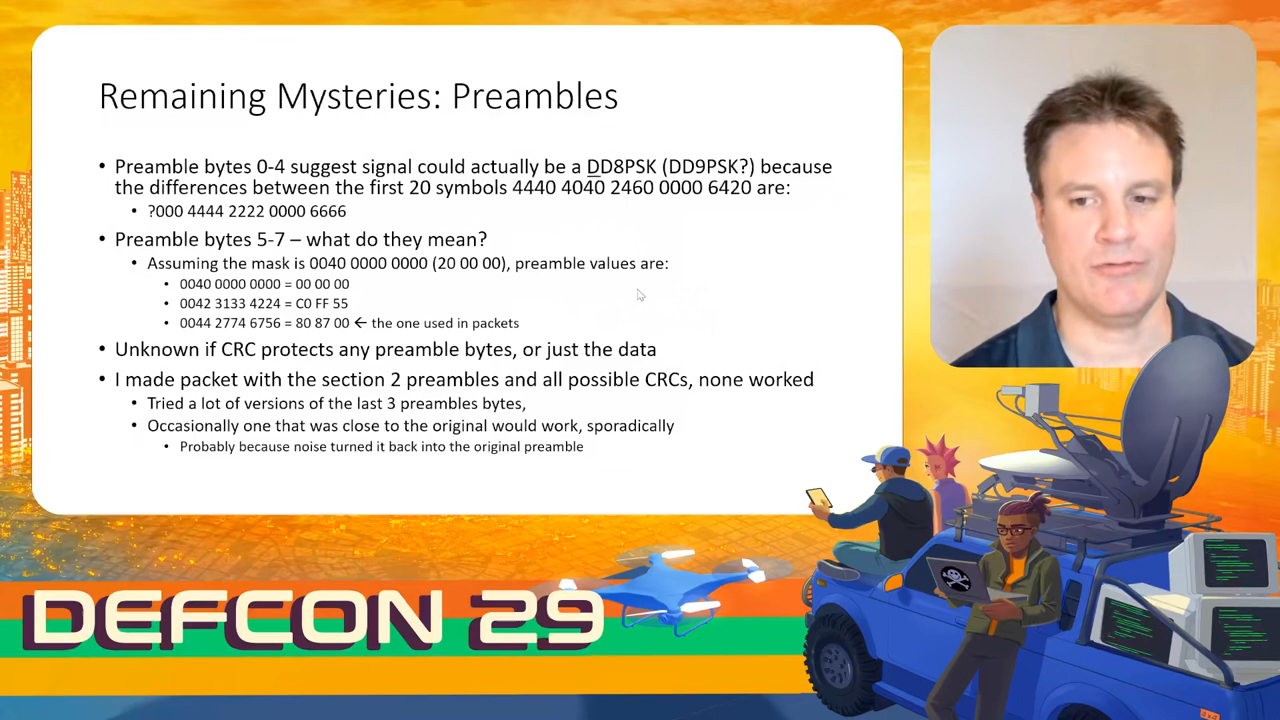 Remaining Mysteries: Preambles
• Preamble bytes 0-4 suggest signal could actually be a DD8PSK (DD9PSK?) because
the differences between the first 20 symbols 4440 4040 2460 0000 6420 are:
• ?000 4444 2222 0000 6666
• Preamble bytes 5-7 – what do they mean?
• Assuming the mask is 0040 0000 0000 (20 00 00), preamble values are:
• 0040 0000 0000 = 00 00 00
• 0042 3133 4224 = C0 FF 55
• 0044 2774 6756 = 80 87 00 ← the one used in packets
• Unknown if CRC protects any preamble bytes, or just the data
• I made packet with the section 2 preambles and all possible CRCs, none worked
• Tried a lot of versions of the last 3 preambles bytes,
• Occasionally one that was close to the original would work, sporadically
• Probably because noise turned it back into the original preamble
DEFCON 29